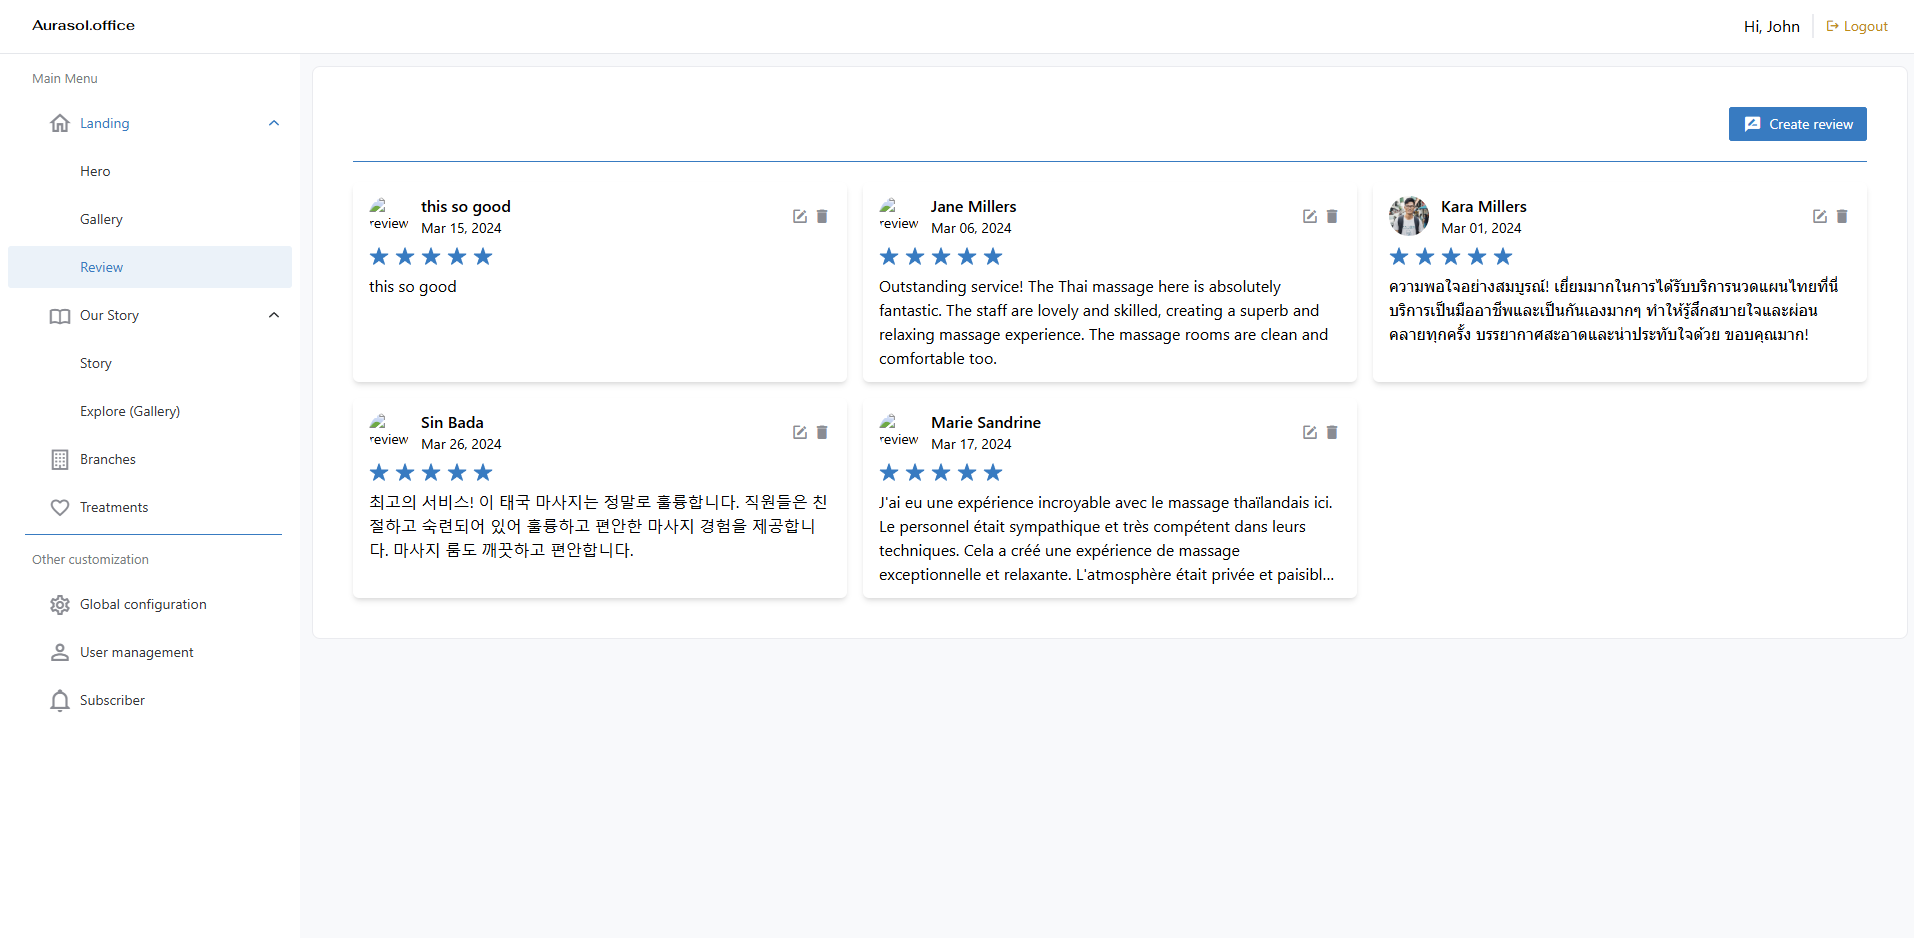 Aurasol.office
Hi, John
Logout
Main Menu
Landing
Hero
Gallery
Review
Our Story
Story
Explore (Gallery)
Branches
Treatments
Other customization
Global configuration
User management
Subscriber
Create review
review
this so good
Mar 15, 2024
this so good
review
Jane Millers
Mar 06, 2024
Outstanding service! The Thai massage here is absolutely
fantastic. The staff are lovely and skilled, creating a superb and
relaxing massage experience. The massage rooms are clean and
comfortable too.
Kara Millers
Mar 01, 2024
ความพอใจอย่างสมบูรณ์! เยี่ยมมากในการได้รับบริการนวดแผนไทยที่นี่
บริการเป็นมืออาชีพและเป็นกันเองมากๆ ทำให้รู้สึกสบายใจและผ่อน
คลายทุกครั้ง บรรยากาศสะอาดและน่าประทับใจด้วย ขอบคุณมาก!
review
Sin Bada
Mar 26, 2024
최고의 서비스! 이 태국 마사지는 정말로 훌륭합니다. 직원들은 친
절하고 숙련되어 있어 훌륭하고 편안한 마사지 경험을 제공합니
다. 마사지 룸도 깨끗하고 편안합니다.
review
Marie Sandrine
Mar 17, 2024
J'ai eu une expérience incroyable avec le massage thaïlandais ici.
Le personnel était sympathique et très compétent dans leurs
techniques. Cela a créé une expérience de massage
exceptionnelle et relaxante. L'atmosphère était privée et paisibl...